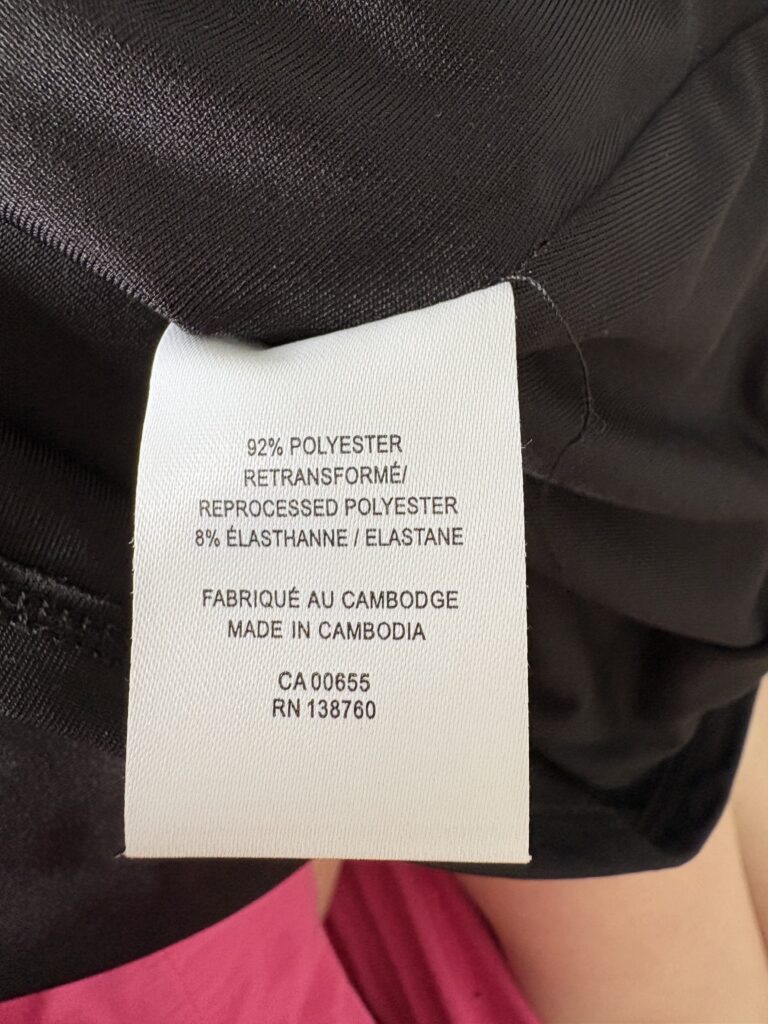 92% POLYESTER
RETRANSFORMÉ/
REPROCESSED POLYESTER
8% ÉLASTHANNE / ELASTANE
FABRIQUÉ AU CAMBODGE
MADE IN CAMBODIA
CA 00655
RN 138760